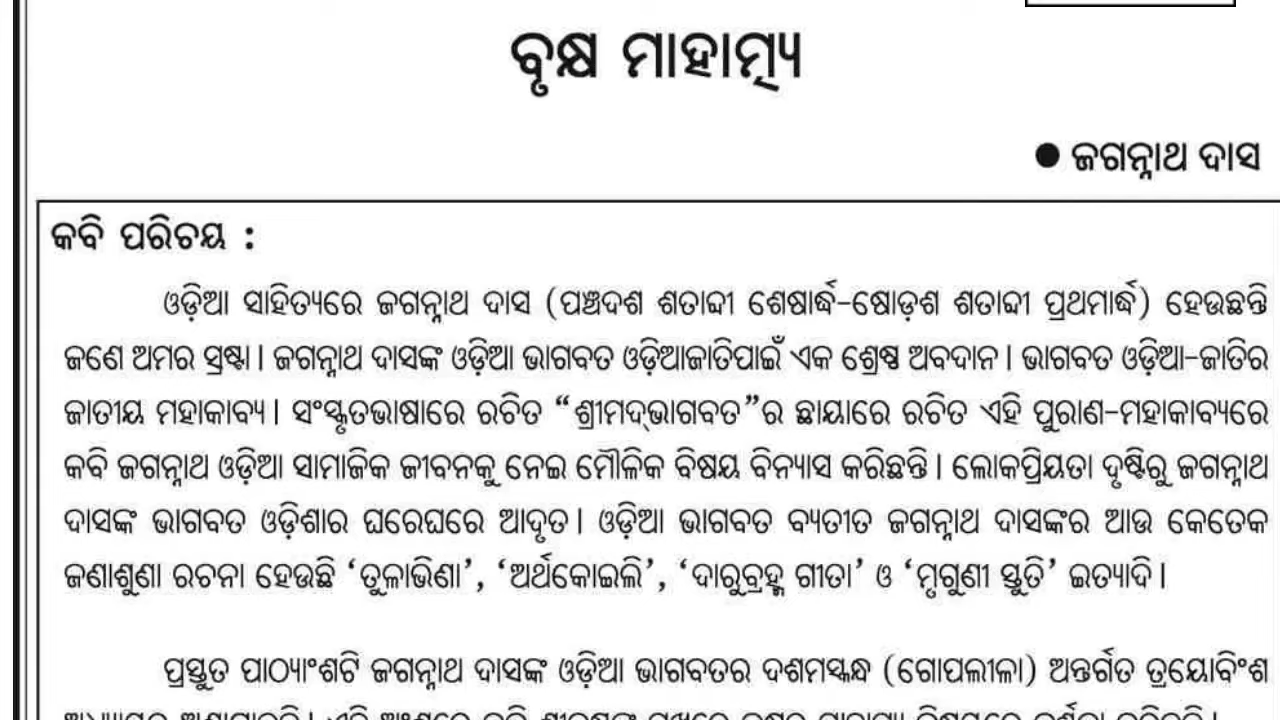 ବୃକ୍ଷ ମାହାତ୍ମ୍ୟ
● ଜଗନ୍ନାଥ ଦାସ
କବି ପରିଚୟ :
ଓଡ଼ିଆ ସାହିତ୍ୟରେ ଜଗନ୍ନାଥ ଦାସ (ପଞ୍ଚଦଶ ଶତାବ୍ଦୀ ଶେଷାର୍ଦ୍ଧ-ଷୋଡ଼ଶ ଶତାବ୍ଦୀ ପ୍ରଥମାର୍ଦ୍ଧ) ହେଉଛନ୍ତି
ଜଣେ ଅମର ସ୍ରଷ୍ଟା। ଜଗନ୍ନାଥ ଦାସଙ୍କ ଓଡ଼ିଆ ଭାଗବତ ଓଡ଼ିଆଜାତିପାଇଁ ଏକ ଶ୍ରେଷ୍ଠ ଅବଦାନ। ଭାଗବତ ଓଡ଼ିଆ-ଜାତିର
ଜାତୀୟ ମହାକାବ୍ୟ। ସଂସ୍କୃତଭାଷାରେ ରଚିତ “ଶ୍ରୀମଦ୍‌ଭାଗବତ”ର ଛାୟାରେ ରଚିତ ଏହି ପୁରାଣ-ମହାକାବ୍ୟରେ
କବି ଜଗନ୍ନାଥ ଓଡ଼ିଆ ସାମାଜିକ ଜୀବନକୁ ନେଇ ମୌଳିକ ବିଷୟ ବିନ୍ୟାସ କରିଛନ୍ତି। ଲୋକପ୍ରିୟତା ଦୃଷ୍ଟିରୁ ଜଗନ୍ନାଥ
ଦାସଙ୍କ ଭାଗବତ ଓଡ଼ିଶାର ଘରେଘରେ ଆଦୃତ। ଓଡ଼ିଆ ଭାଗବତ ବ୍ୟତୀତ ଜଗନ୍ନାଥ ଦାସଙ୍କର ଆଉ କେତେକ
ଜଣାଶୁଣା ରଚନା ହେଉଛି ‘ତୁଳାଭିଣା’, ‘ଅର୍ଥକୋଇଲି’, ‘ଦାରୁବ୍ରହ୍ମ ଗୀତା’ ଓ ‘ମୃଗୁଣୀ ସ୍ତୁତି’ ଇତ୍ୟାଦି।
ପ୍ରସ୍ତୁତ ପାଠ୍ୟାଂଶଟି ଜଗନ୍ନାଥ ଦାସଙ୍କ ଓଡ଼ିଆ ଭାଗବତର ଦଶମସ୍କନ୍ଧ (ଗୋପଲୀଳା) ଅନ୍ତର୍ଗତ ତ୍ରୟୋବିଂଶ